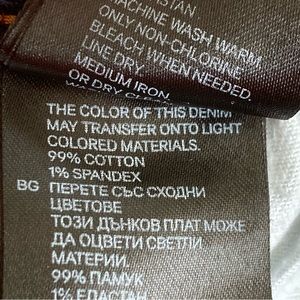 MACHINE WASH WARM
ONLY NON-CHLORINE
BLEACH WHEN NEEDED.
LINE DRY.
MEDIUM IRON.
OR DRY CLEAN
THE COLOR OF THIS DENIM
MAY TRANSFER ONTO LIGHT
COLORED MATERIALS.
99% COTTON
1% SPANDEX
BG ПЕРЕТЕ СЪС СХОДНИ
ЦВЕТОВЕ
ТОЗИ ДЪНКОВ ПЛАТ МОЖЕ
ДА ОЦВЕТИ СВЕТЛИ
МАТЕРИИ.
99% ПАМУК
1% ЕЛАСТАН